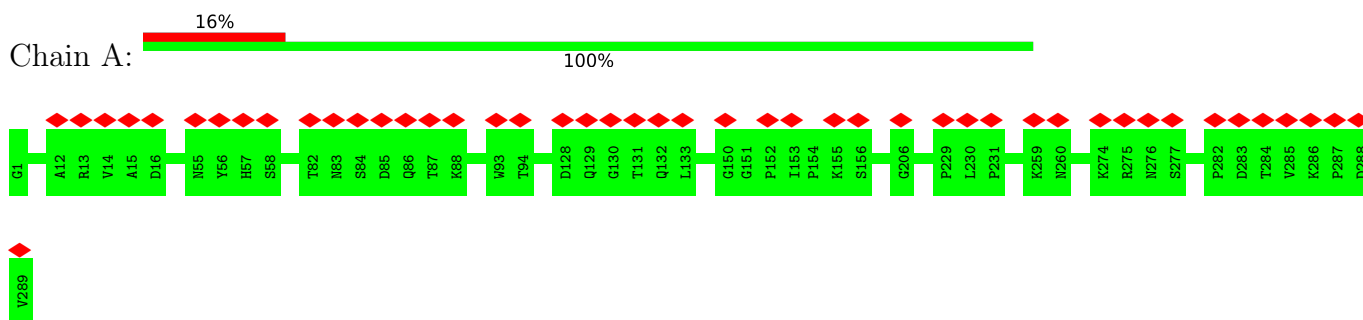 16%
Chain A:
100%
G1 A12 R13 V14 A15 D16 N55 Y56 H57 S58 T82 N83 S84 D85 Q86 T87 K88 W93 T94 D128 Q129 G130 T131 Q132 L133 G150 G151 P152 I153 P154 K155 S156 G206 P229 L230 P231 K259 N260 K274 R275 N276 S277 P282 D283 T284 V285 K286 P287
V289